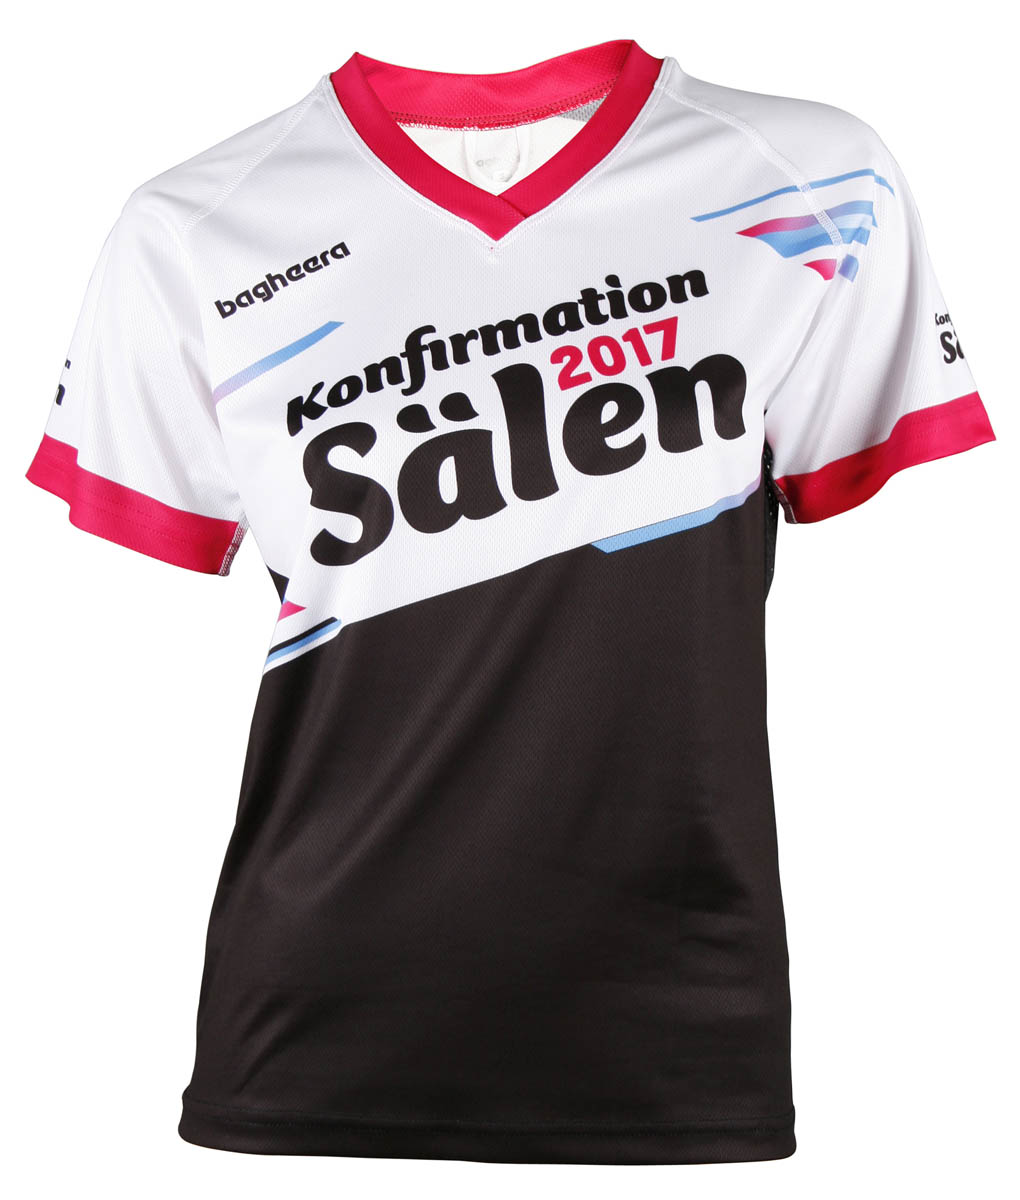 bagheera
Konfirmation
2017
Sälen